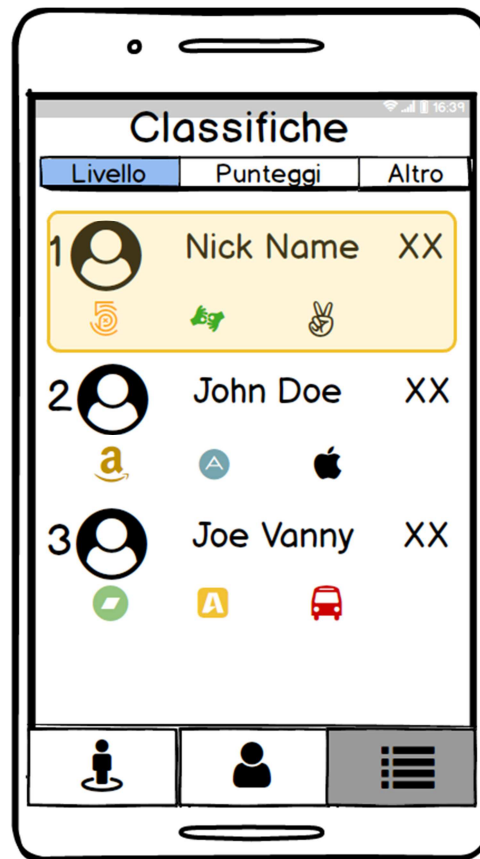 16:39
Classifiche
Livello Punteggi Altro
1 Nick Name XX
2 John Doe XX
a
3 Joe Vanny XX